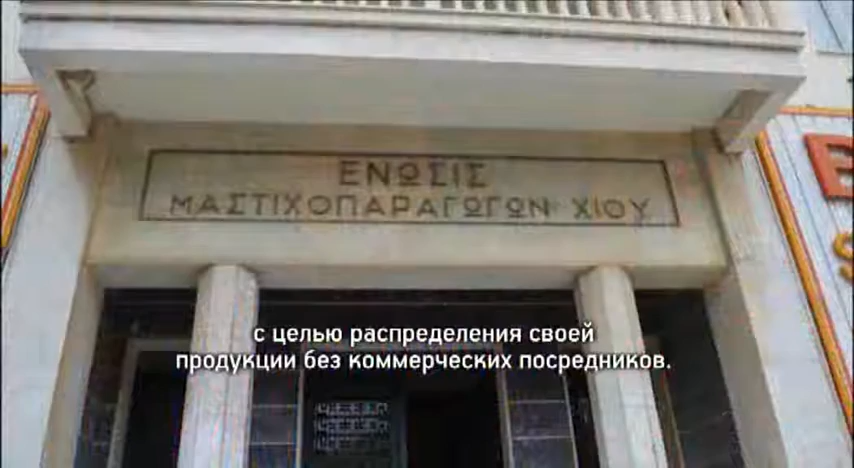 ΕΝΩΣΙΣ
ΜΑΣΤΙΧΟΠΑΡΑΓΩΓΩΝ ΧΙΟΥ
с целью распределения своей
продукции без коммерческих посредников.